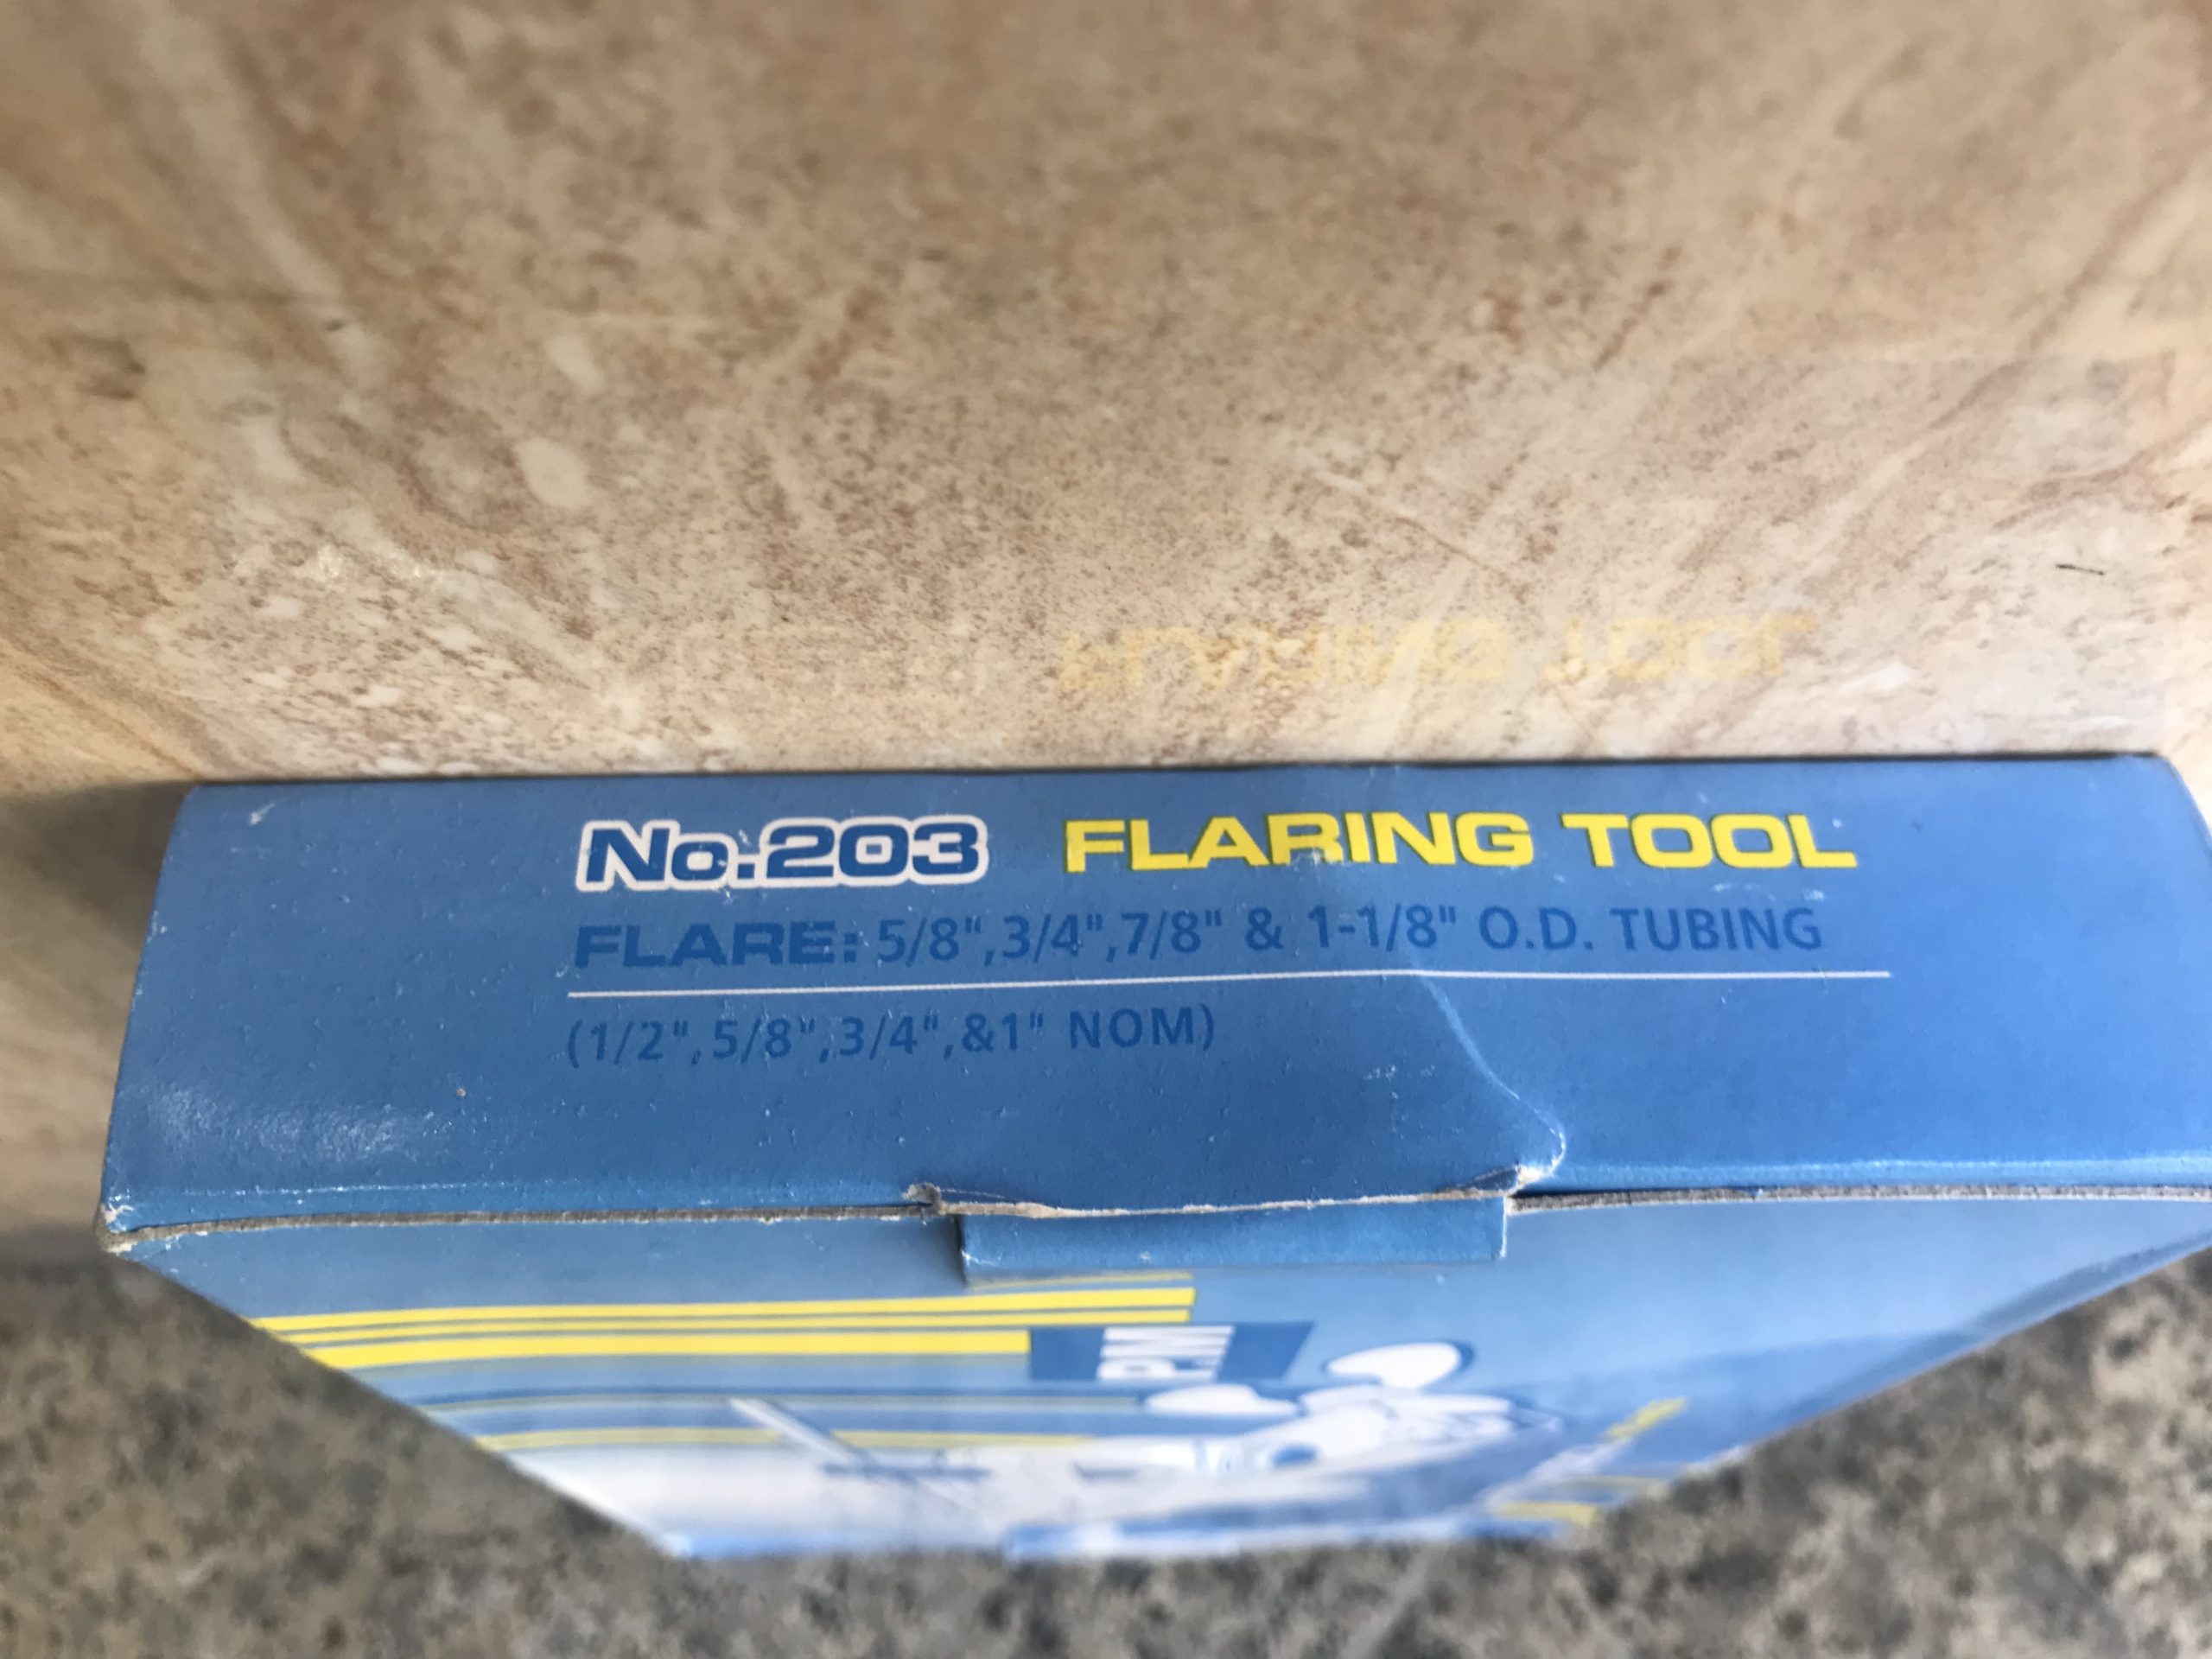 No.203 FLARING TOOL
FLARE: 5/8",3/4",7/8" & 1-1/8" O.D. TUBING
(1/2",5/8",3/4",&1" NOM)